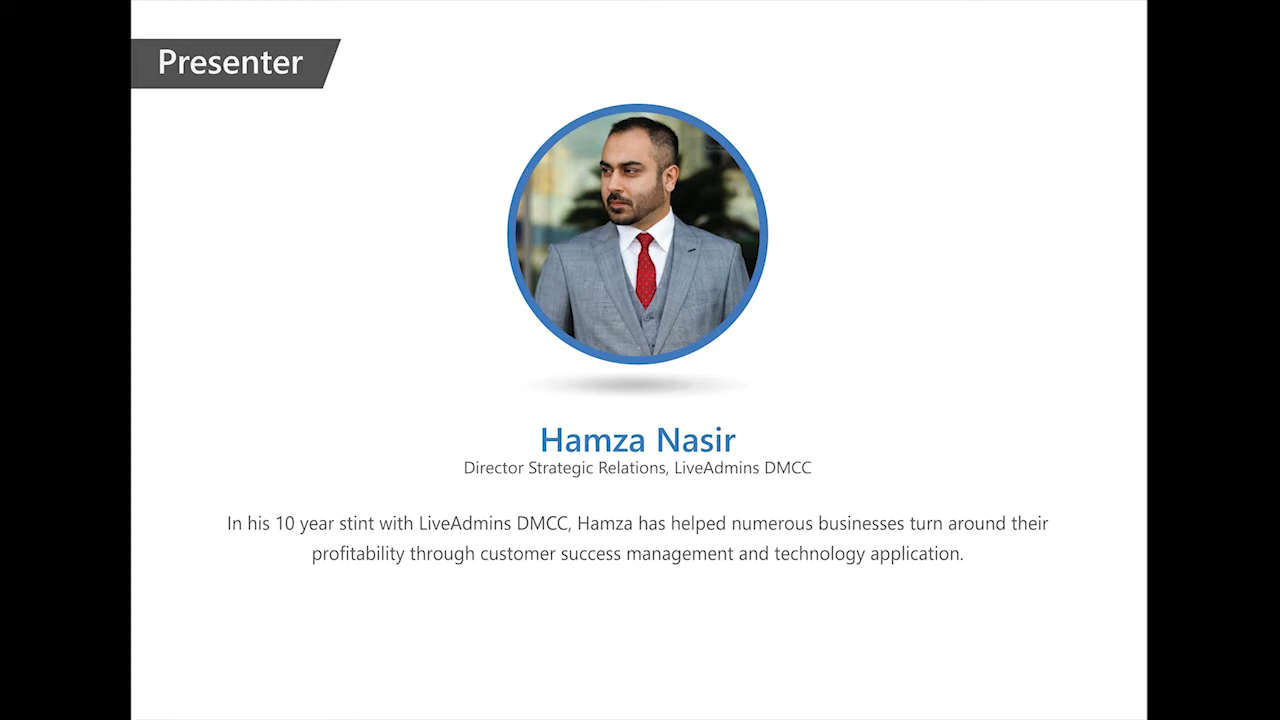 Presenter
Hamza Nasir
Director Strategic Relations, LiveAdmins DMCC
In his 10 year stint with LiveAdmins DMCC, Hamza has helped numerous businesses turn around their
profitability through customer success management and technology application.